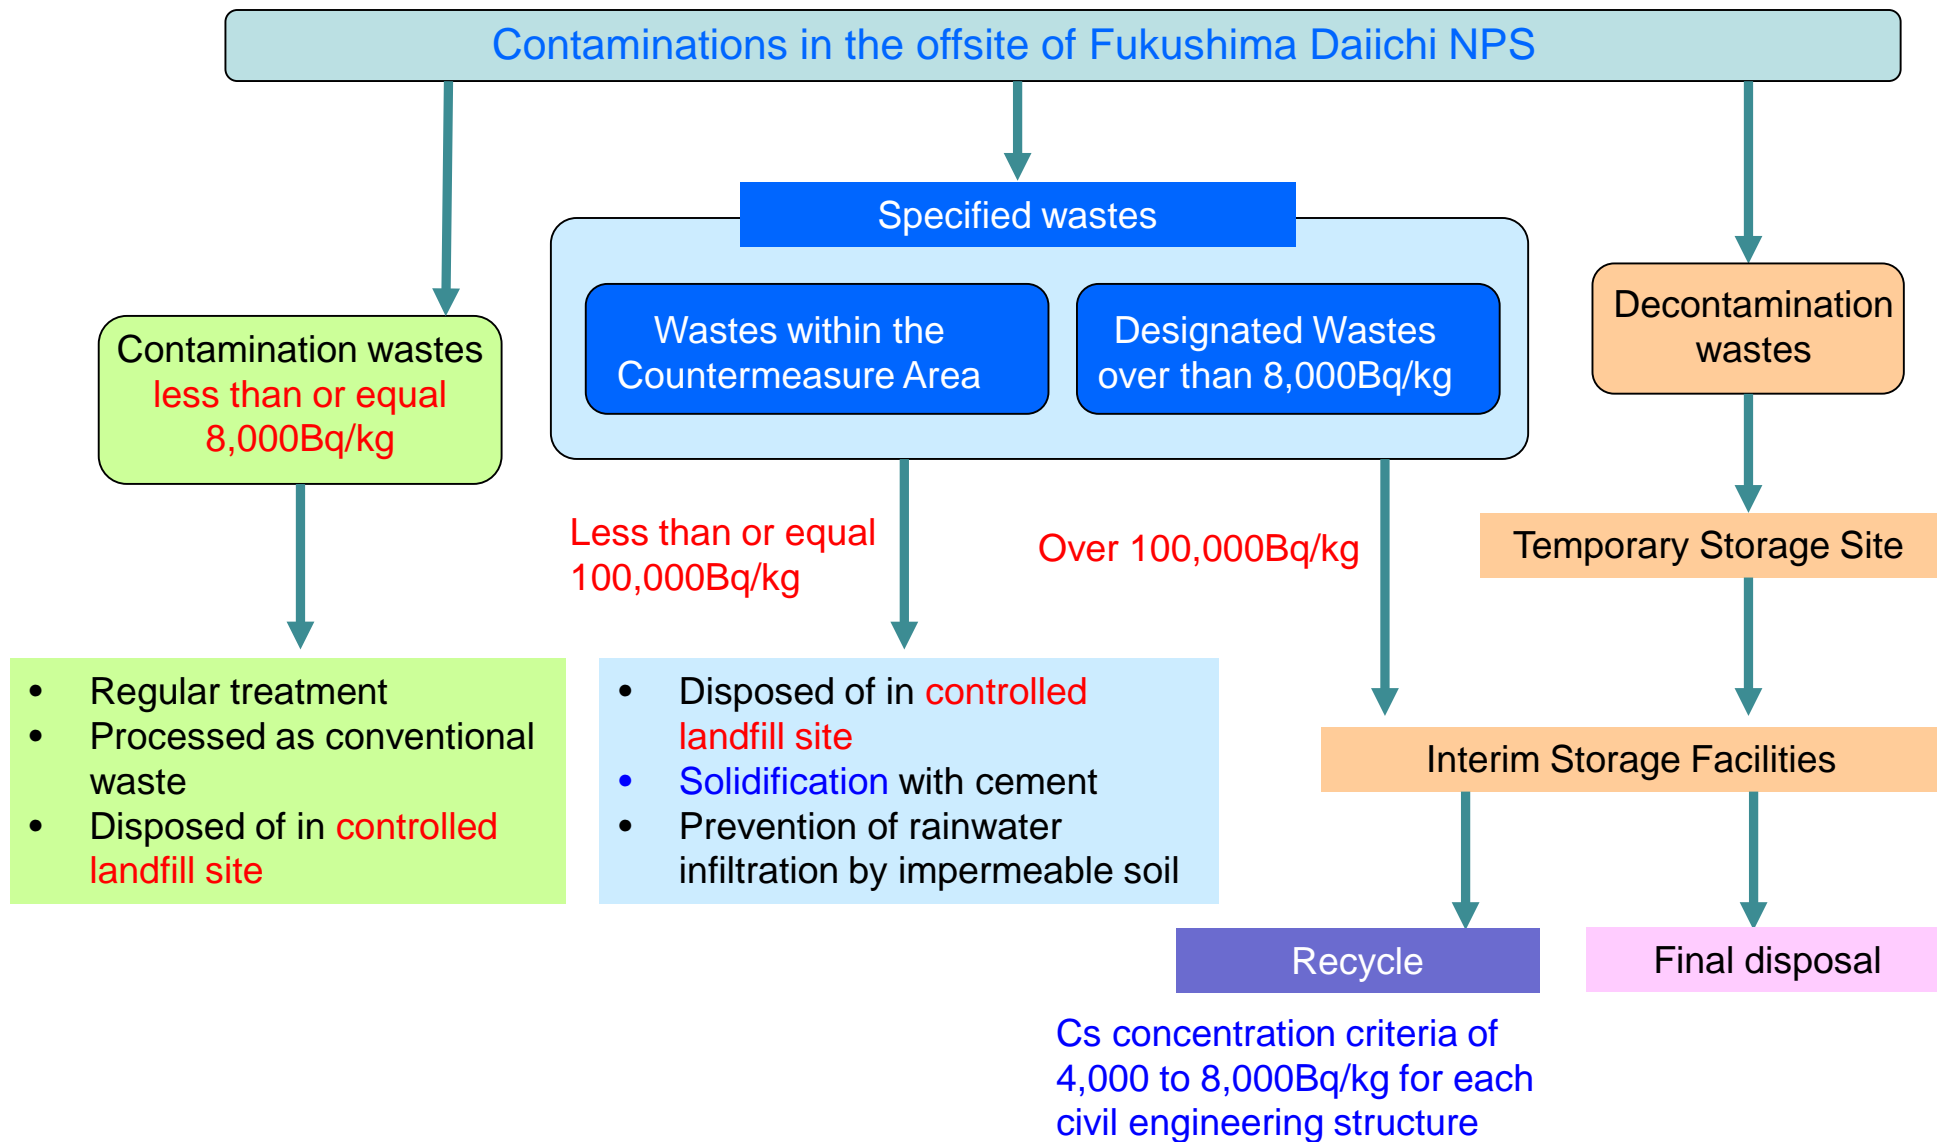 Contaminations in the offsite of Fukushima Daiichi NPS
Specified wastes
Wastes within the
Countermeasure Area
Designated Wastes
over than 8,000Bq/kg
Decontamination
wastes
Contamination wastes
less than or equal
8,000Bq/kg
Less than or equal
100,000Bq/kg
Over 100,000Bq/kg
Temporary Storage Site
• Regular treatment
• Processed as conventional
waste
• Disposed of in controlled
landfill site
• Disposed of in controlled
landfill site
• Solidification with cement
• Prevention of rainwater
infiltration by impermeable soil
Interim Storage Facilities
Recycle
Final disposal
Cs concentration criteria of
4,000 to 8,000Bq/kg for each
civil engineering structure